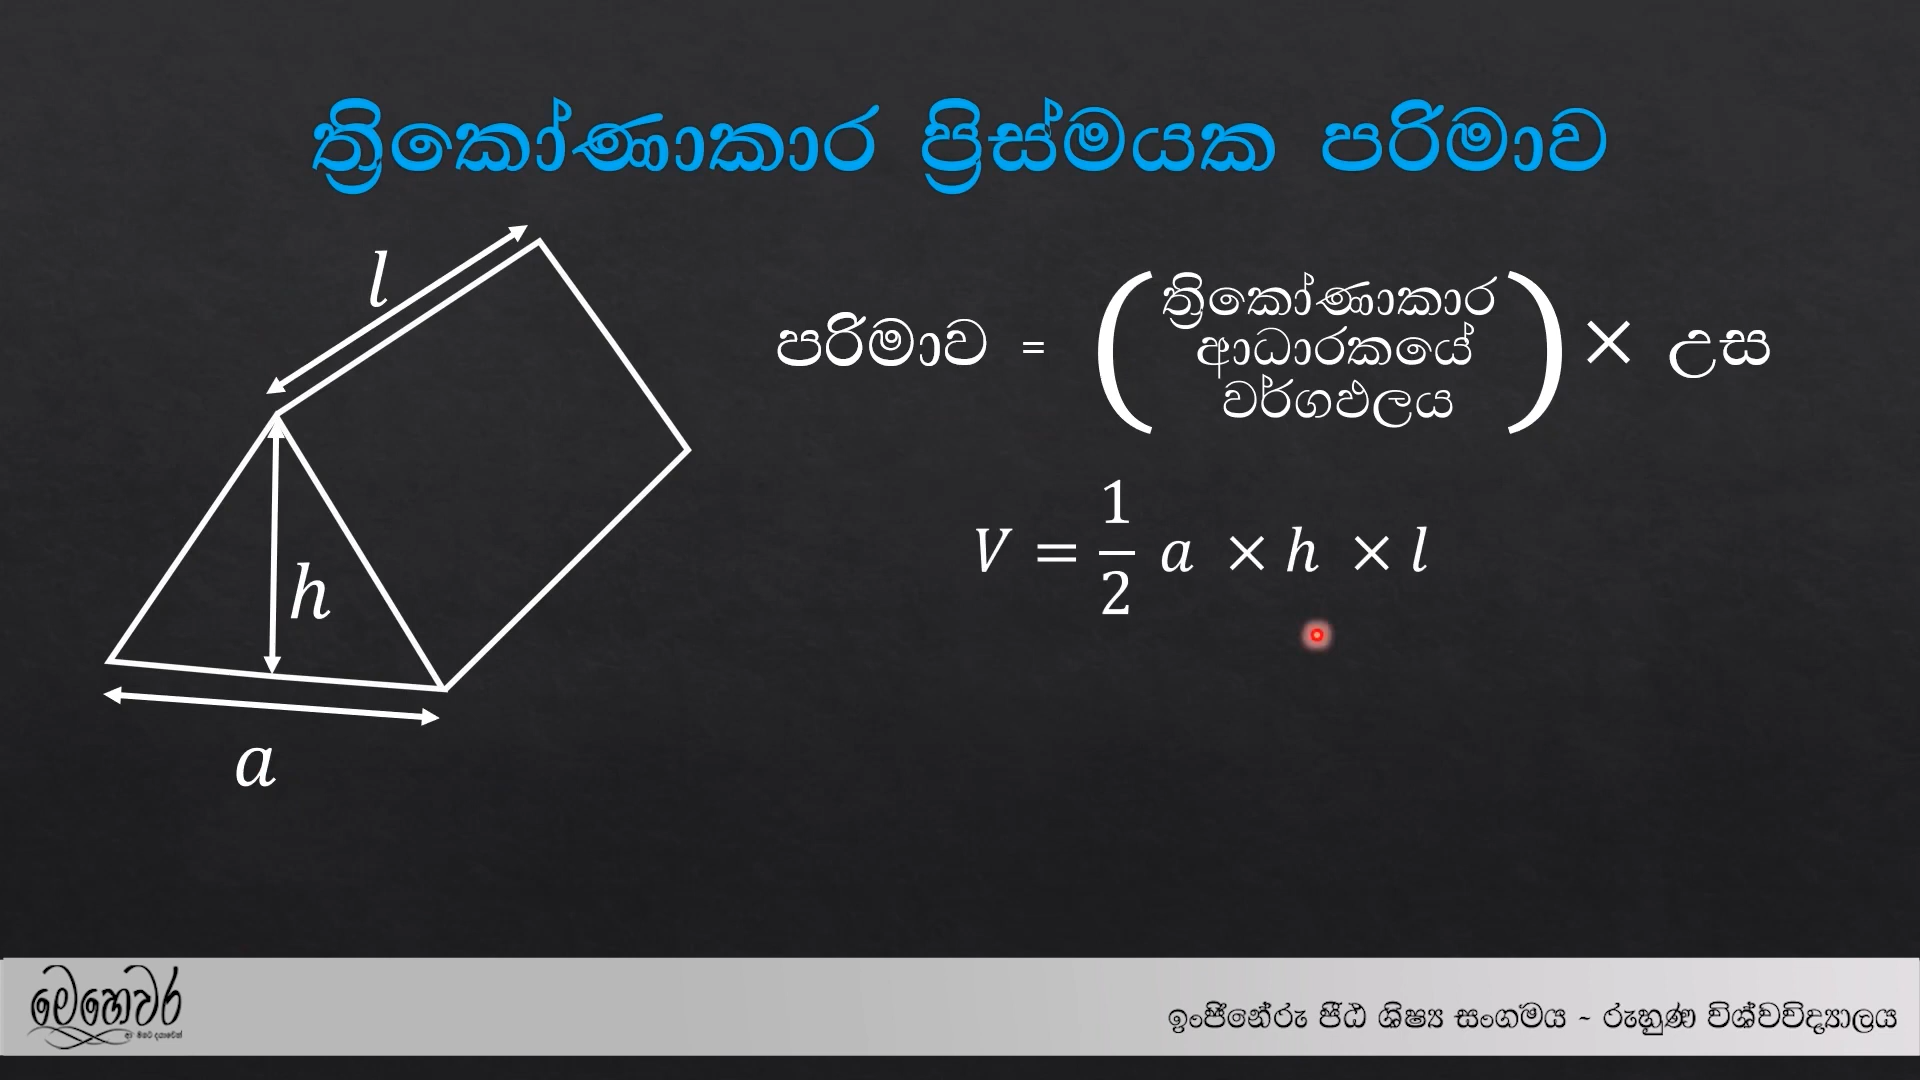 ත්‍රිකෝණාකාර ප්‍රිස්මයක පරිමාව
l
h
a
පරිමාව = (ත්‍රිකෝණාකාර ආධාරකයේ වර්ගඵලය) × උස
V = 1/2 a × h × l
මෙහෙවර
ඉංජිනේරු පීඨ ශිෂ්‍ය සංගමය ~ රුහුණ විශ්වවිද්‍යාලය